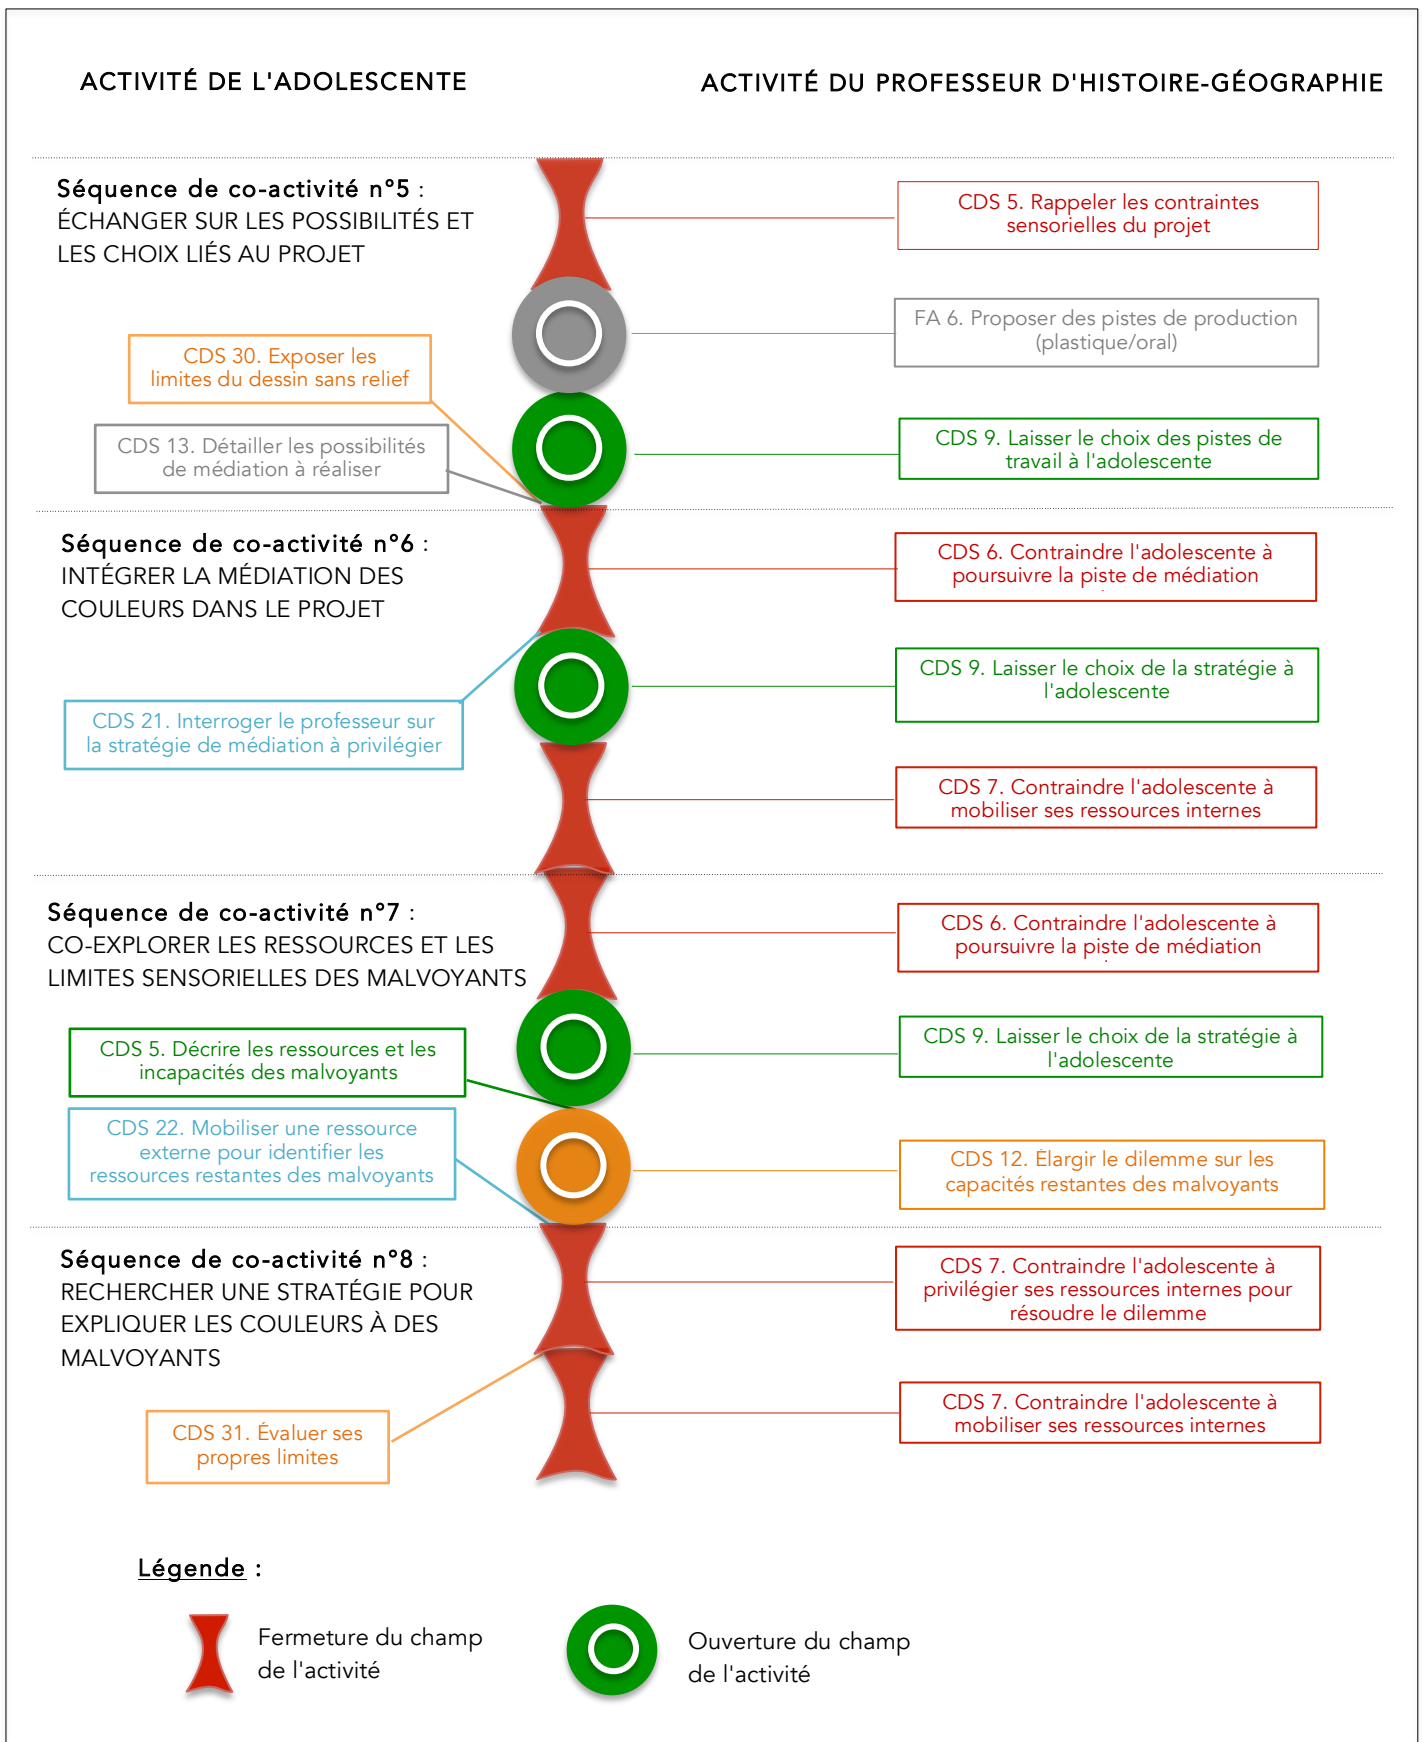 ACTIVITÉ DE L'ADOLESCENTE
ACTIVITÉ DU PROFESSEUR D'HISTOIRE-GÉOGRAPHIE
Séquence de co-activité n°5 :
ÉCHANGER SUR LES POSSIBILITÉS ET
LES CHOIX LIÉS AU PROJET
CDS 5. Rappeler les contraintes
sensorielles du projet
FA 6. Proposer des pistes de production
(plastique/oral)
CDS 30. Exposer les
limites du dessin sans relief
CDS 13. Détailler les possibilités
de médiation à réaliser
CDS 9. Laisser le choix des pistes de
travail à l'adolescente
Séquence de co-activité n°6 :
INTÉGRER LA MÉDIATION DES
COULEURS DANS LE PROJET
CDS 6. Contraindre l'adolescente à
poursuivre la piste de médiation
CDS 9. Laisser le choix de la stratégie à
l'adolescente
CDS 21. Interroger le professeur sur
la stratégie de médiation à privilégier
CDS 7. Contraindre l'adolescente à
mobiliser ses ressources internes
Séquence de co-activité n°7 :
CO-EXPLORER LES RESSOURCES ET LES
LIMITES SENSORIELLES DES MALVOYANTS
CDS 6. Contraindre l'adolescente à
poursuivre la piste de médiation
CDS 5. Décrire les ressources et les
incapacités des malvoyants
CDS 9. Laisser le choix de la stratégie à
l'adolescente
CDS 22. Mobiliser une ressource
externe pour identifier les
ressources restantes des malvoyants
CDS 12. Élargir le dilemme sur les
capacités restantes des malvoyants
Séquence de co-activité n°8 :
RECHERCHER UNE STRATÉGIE POUR
EXPLIQUER LES COULEURS À DES
MALVOYANTS
CDS 7. Contraindre l'adolescente à
privilégier ses ressources internes pour
résoudre le dilemme
CDS 31. Évaluer ses
propres limites
CDS 7. Contraindre l'adolescente à
mobiliser ses ressources internes
Légende :
Fermeture du champ
de l'activité
Ouverture du champ
de l'activité